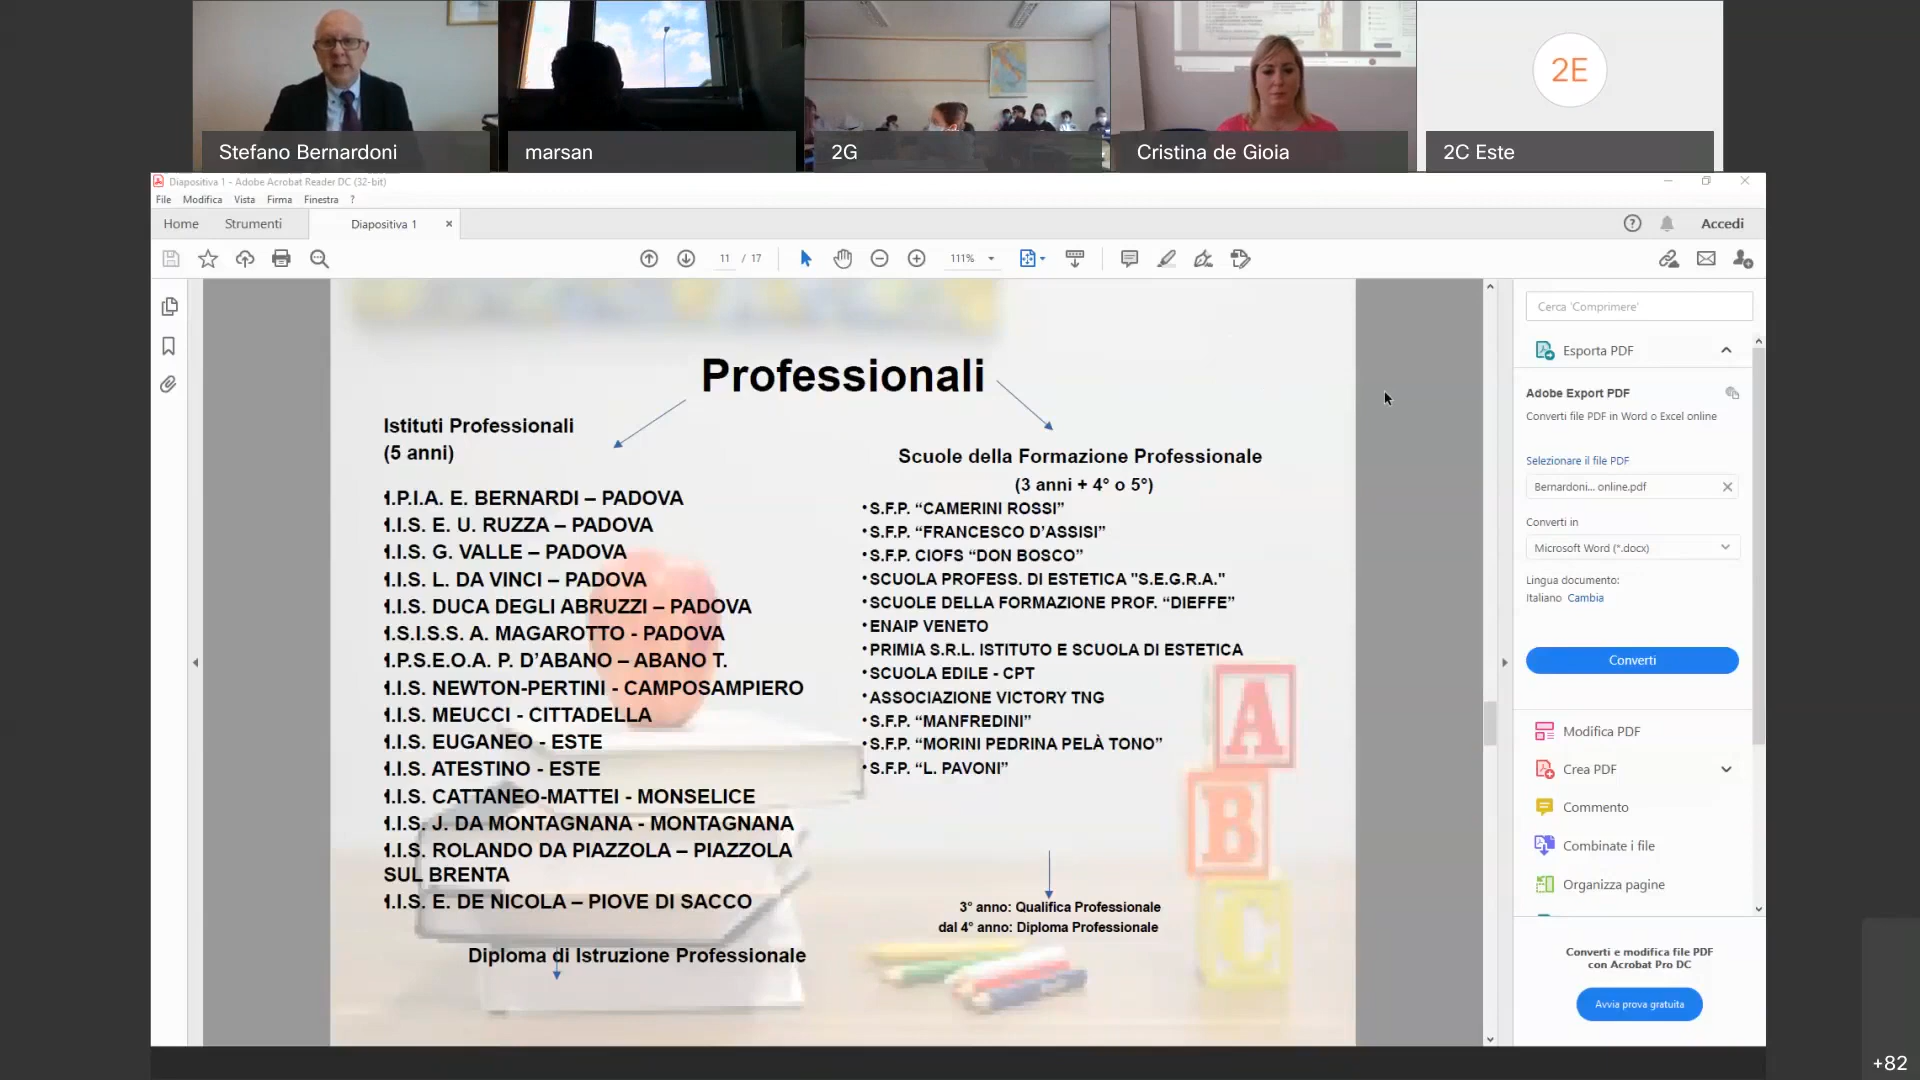 Stefano Bernardoni
marsan
2G
Cristina de Gioia
2E
2C Este
Diapositiva 1 - Adobe Acrobat Reader DC (32-bit)
File Modifica Vista Firma Finestra ?
Home Strumenti Diapositiva 1 × Accedi
11 / 17 111%
Professionali
Istituti Professionali
(5 anni)
I.P.I.A. E. BERNARDI – PADOVA
I.I.S. E. U. RUZZA – PADOVA
I.I.S. G. VALLE – PADOVA
I.I.S. L. DA VINCI – PADOVA
I.I.S. DUCA DEGLI ABRUZZI – PADOVA
I.S.I.S.S. A. MAGAROTTO - PADOVA
I.P.S.E.O.A. P. D’ABANO – ABANO T.
I.I.S. NEWTON-PERTINI - CAMPOSAMPIERO
I.I.S. MEUCCI - CITTADELLA
I.I.S. EUGANEO - ESTE
I.I.S. ATESTINO - ESTE
I.I.S. CATTANEO-MATTEI - MONSELICE
I.I.S. J. DA MONTAGNANA - MONTAGNANA
I.I.S. ROLANDO DA PIAZZOLA – PIAZZOLA
SUL BRENTA
I.I.S. E. DE NICOLA – PIOVE DI SACCO
Diploma di Istruzione Professionale
Scuole della Formazione Professionale
(3 anni + 4° o 5°)
•S.F.P. “CAMERINI ROSSI”
•S.F.P. “FRANCESCO D’ASSISI”
•S.F.P. CIOFS “DON BOSCO”
•SCUOLA PROFESS. DI ESTETICA "S.E.G.R.A."
•SCUOLE DELLA FORMAZIONE PROF. “DIEFFE”
•ENAIP VENETO
•PRIMIA S.R.L. ISTITUTO E SCUOLA DI ESTETICA
•SCUOLA EDILE - CPT
•ASSOCIAZIONE VICTORY TNG
•S.F.P. “MANFREDINI”
•S.F.P. “MORINI PEDRINA PELÀ TONO”
•S.F.P. “L. PAVONI”
3° anno: Qualifica Professionale
dal 4° anno: Diploma Professionale
A
B
C
Cerca 'Comprimere'
Esporta PDF
Adobe Export PDF
Converti file PDF in Word o Excel online
Selezionare il file PDF
Bernardoni... online.pdf
Converti in
Microsoft Word (*.docx)
Lingua documento:
Italiano Cambia
Converti
Modifica PDF
Crea PDF
Commento
Combinate i file
Organizza pagine
Converti e modifica file PDF
con Acrobat Pro DC
Avvia prova gratuita
+82